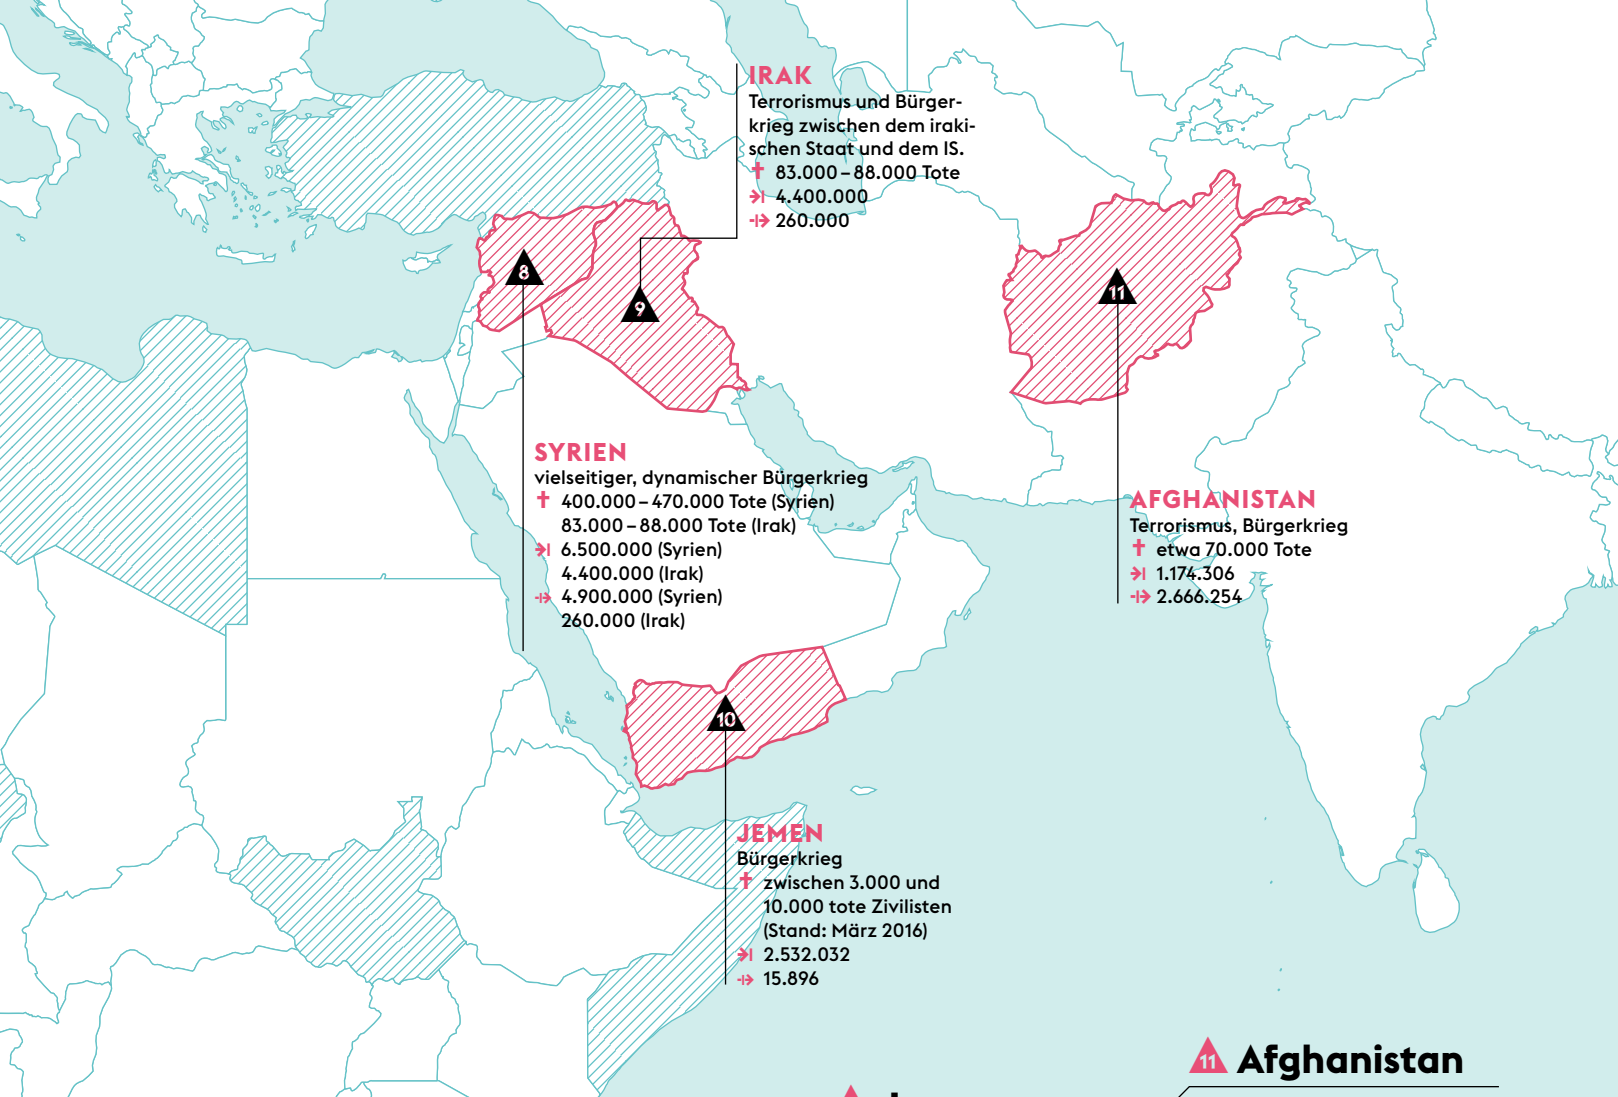 IRAK
Terrorismus und Bürger-
krieg zwischen dem iraki-
schen Staat und dem IS.
83.000–88.000 Tote
4.400.000
260.000
8
9
11
SYRIEN
vielseitiger, dynamischer Bürgerkrieg
400.000–470.000 Tote (Syrien)
83.000–88.000 Tote (Irak)
6.500.000 (Syrien)
4.400.000 (Irak)
4.900.000 (Syrien)
260.000 (Irak)
AFGHANISTAN
Terrorismus, Bürgerkrieg
etwa 70.000 Tote
1.174.306
2.666.254
10
JEMEN
Bürgerkrieg
zwischen 3.000 und
10.000 tote Zivilisten
(Stand: März 2016)
2.532.032
15.896
11 Afghanistan